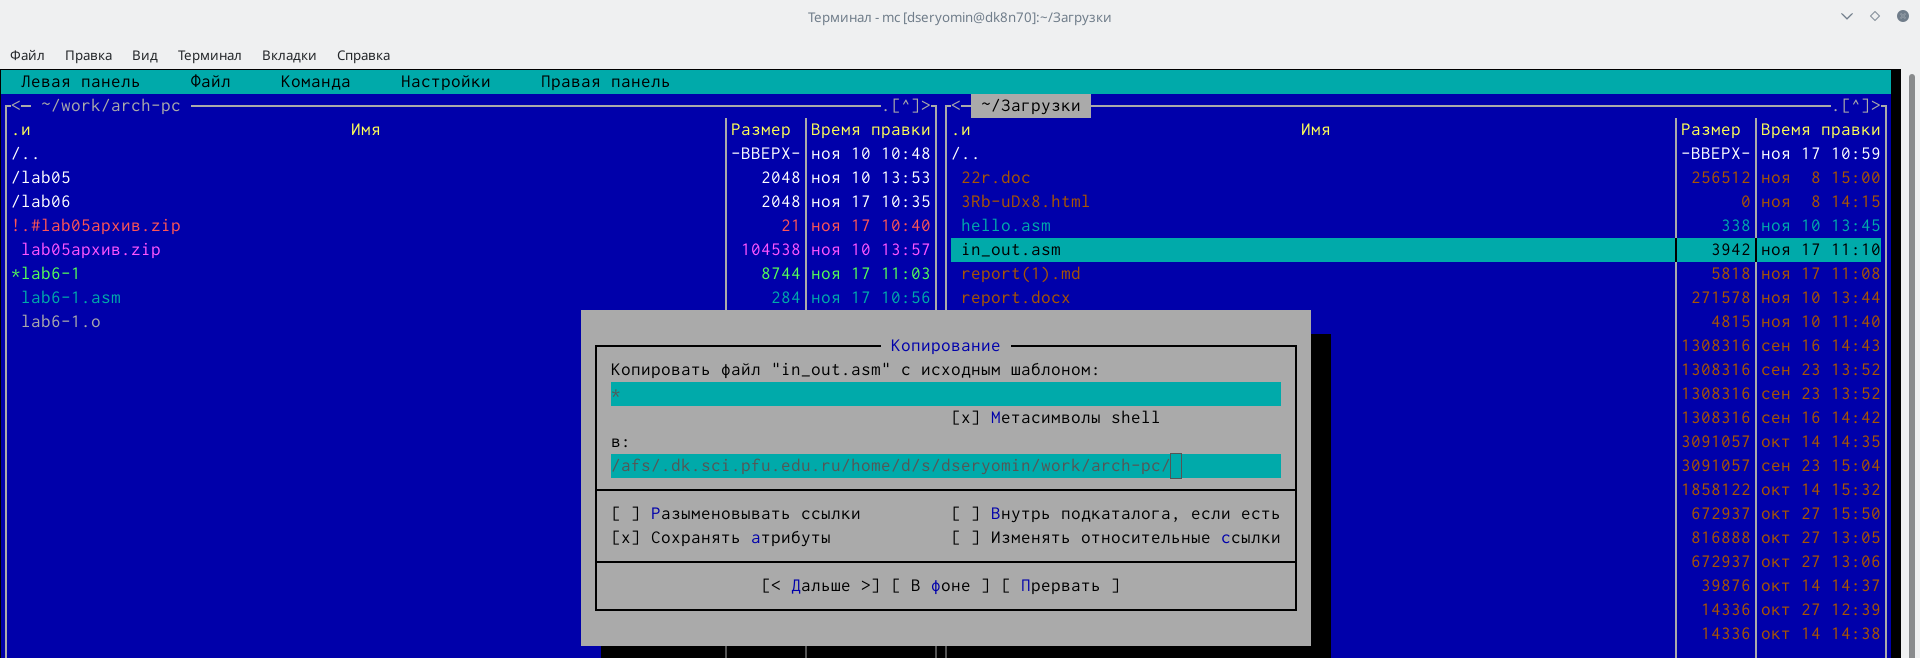 Терминал - mc [dseryomin@dk8n70]:~/Загрузки
Файл Правка Вид Терминал Вкладки Справка
Левая панель Файл Команда Настройки Правая панель
<— ~/work/arch-pc .[^]> <— ~/Загрузки .[^]>
.и Имя Размер Время правки .и Имя Размер Время правки
/.. -ВВЕРХ- ноя 10 10:48 /.. -ВВЕРХ- ноя 17 10:59
/lab05 2048 ноя 10 13:53 22r.doc 256512 ноя 8 15:00
/lab06 2048 ноя 17 10:35 3Rb-uDx8.html 0 ноя 8 14:15
!.#lab05архив.zip 21 ноя 17 10:40 hello.asm 338 ноя 10 13:45
lab05архив.zip 104538 ноя 10 13:57 in_out.asm 3942 ноя 17 11:10
*lab6-1 8744 ноя 17 11:03 report(1).md 5818 ноя 17 11:08
lab6-1.asm 284 ноя 17 10:56 report.docx 271578 ноя 10 13:44
lab6-1.o 4815 ноя 10 11:40
Копирование 1308316 сен 16 14:43
Копировать файл "in_out.asm" с исходным шаблоном: 1308316 сен 23 13:52
* 1308316 сен 23 13:52
[x] Метасимволы shell 1308316 сен 16 14:42
в: 3091057 окт 14 14:35
/afs/.dk.sci.pfu.edu.ru/home/d/s/dseryomin/work/arch-pc/ 3091057 сен 23 15:04
1858122 окт 14 15:32
[ ] Разыменовывать ссылки [ ] Внутрь подкаталога, если есть 672937 окт 27 15:50
[x] Сохранять атрибуты [ ] Изменять относительные ссылки 816888 окт 27 13:05
672937 окт 27 13:06
[< Дальше >] [ В фоне ] [ Прервать ] 39876 окт 14 14:37
14336 окт 27 12:39
14336 окт 14 14:38